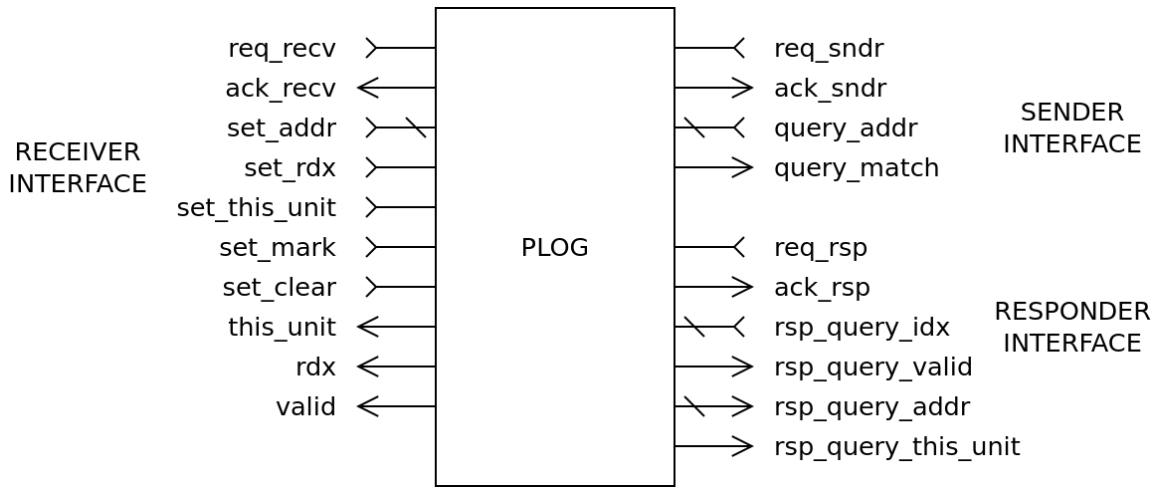 RECEIVER
INTERFACE
req_recv
ack_recv
set_addr
set_rdx
set_this_unit
set_mark
set_clear
this_unit
rdx
valid
PLOG
req_sndr
ack_sndr
query_addr
query_match
SENDER
INTERFACE
req_rsp
ack_rsp
rsp_query_idx
rsp_query_valid
rsp_query_addr
rsp_query_this_unit
RESPONDER
INTERFACE